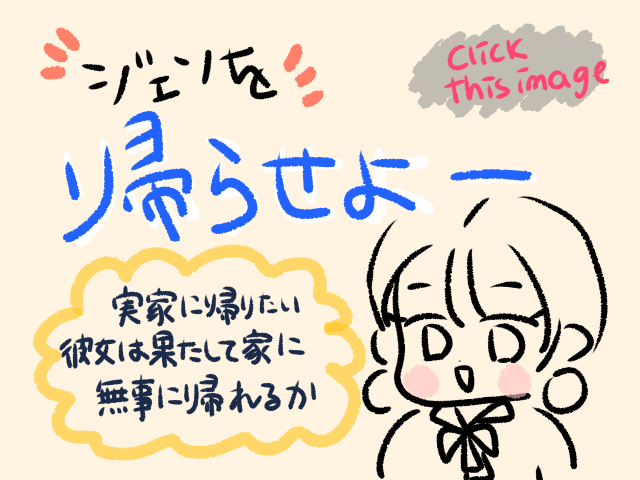 ジェンを
帰らせよー
click
this image
実家に帰りたい
彼女は果たして家に
無事に帰れるか